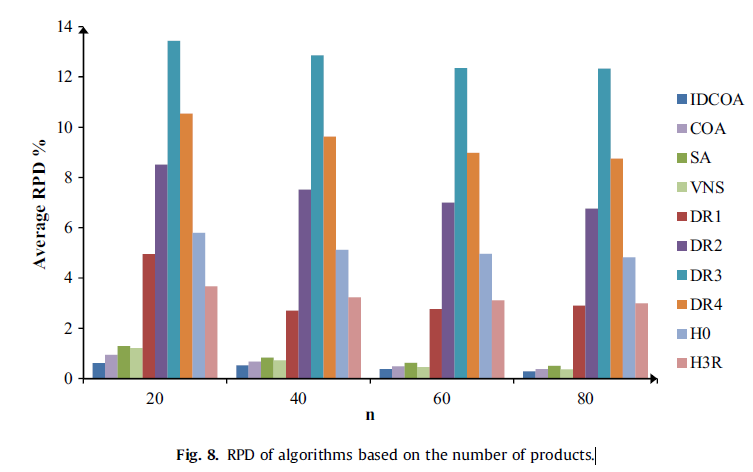 14
12
10
8
6
4
2
0
Average RPD %
20 40 60 80
n
IDCOA
COA
SA
VNS
DR1
DR2
DR3
DR4
H0
H3R
Fig. 8. RPD of algorithms based on the number of products.